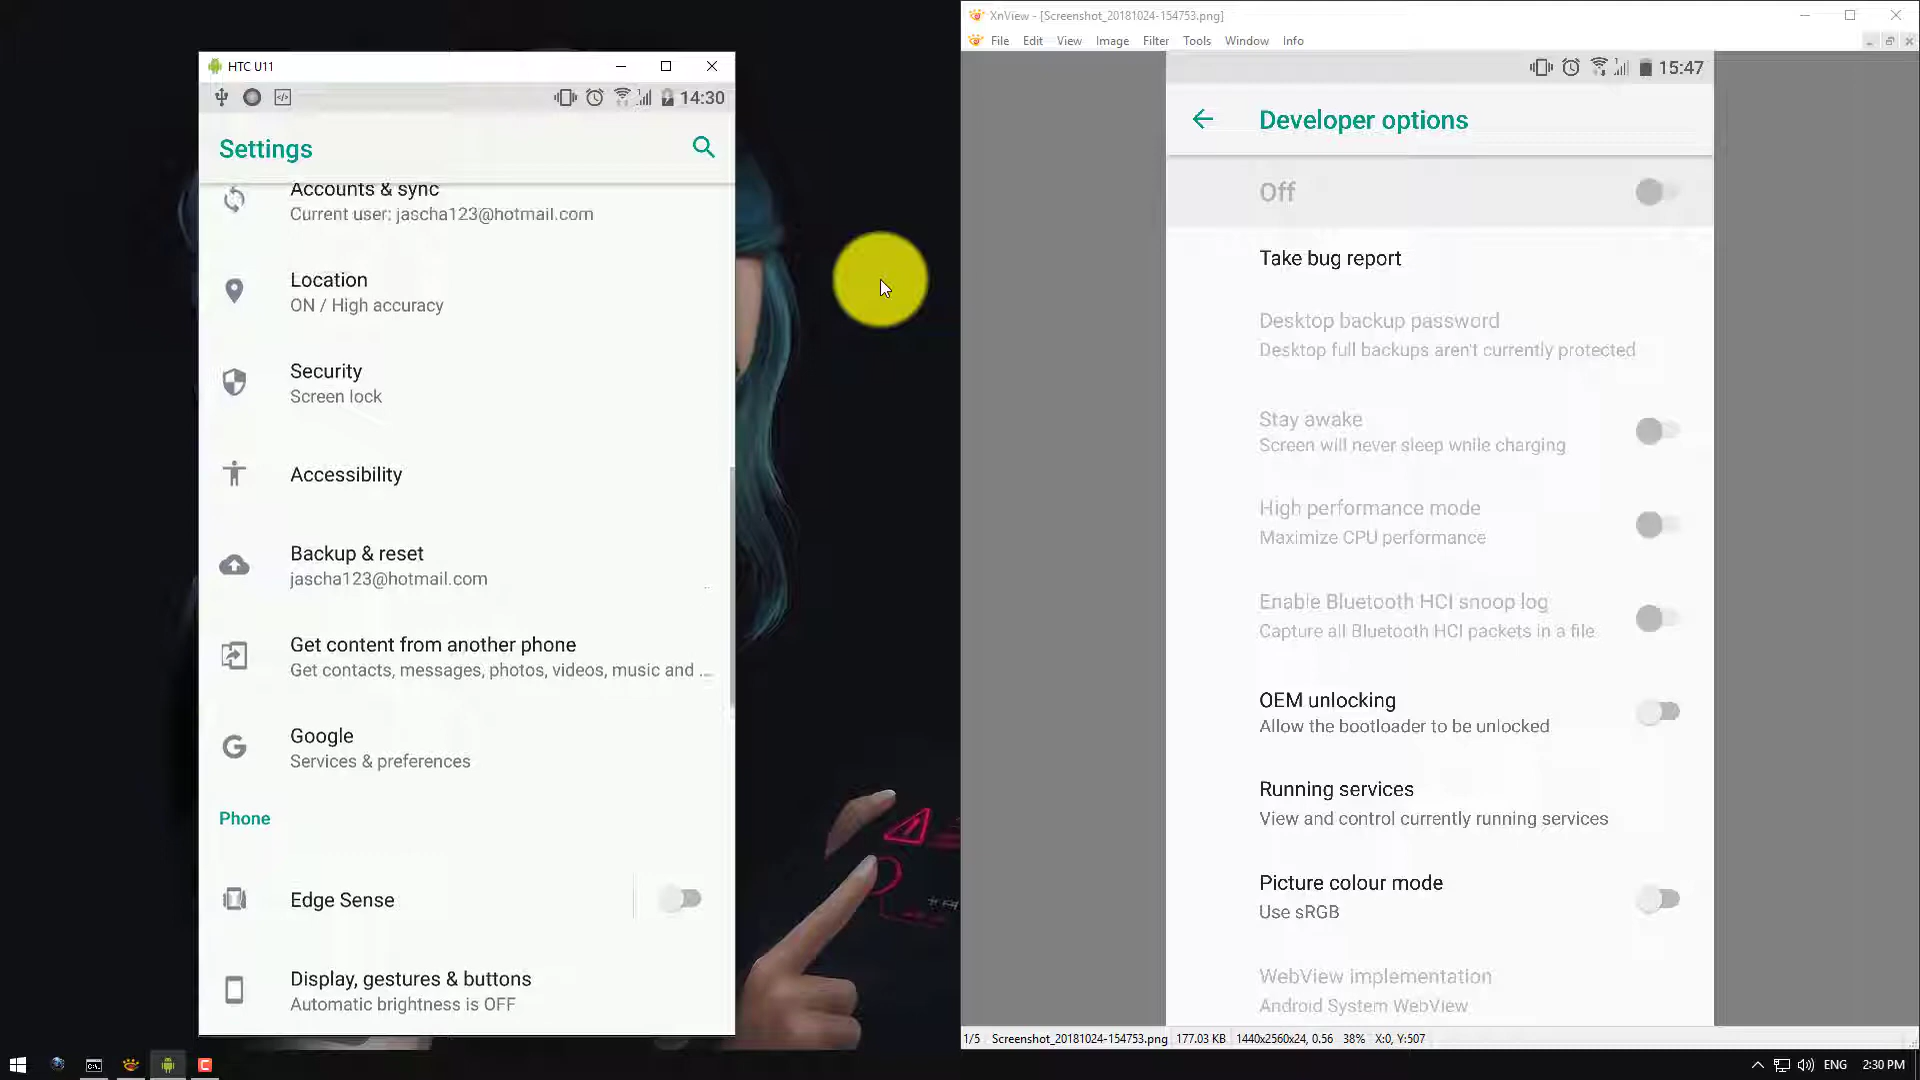 HTC U11
14:30
Settings
Accounts & sync
Current user: jascha123@hotmail.com
Location
ON / High accuracy
Security
Screen lock
Accessibility
Backup & reset
jascha123@hotmail.com
Get content from another phone
Get contacts, messages, photos, videos, music and ...
Google
Services & preferences
Phone
Edge Sense
Display, gestures & buttons
Automatic brightness is OFF
XnView - [Screenshot_20181024-154753.png]
File Edit View Image Filter Tools Window Info
15:47
Developer options
Off
Take bug report
Desktop backup password
Desktop full backups aren't currently protected
Stay awake
Screen will never sleep while charging
High performance mode
Maximize CPU performance
Enable Bluetooth HCI snoop log
Capture all Bluetooth HCI packets in a file
OEM unlocking
Allow the bootloader to be unlocked
Running services
View and control currently running services
Picture colour mode
Use sRGB
WebView implementation
Android System WebView
1/5 Screenshot_20181024-154753.png 177.03 KB 1440x2560x24, 0.56 38% X:0, Y:507
ENG 2:30 PM